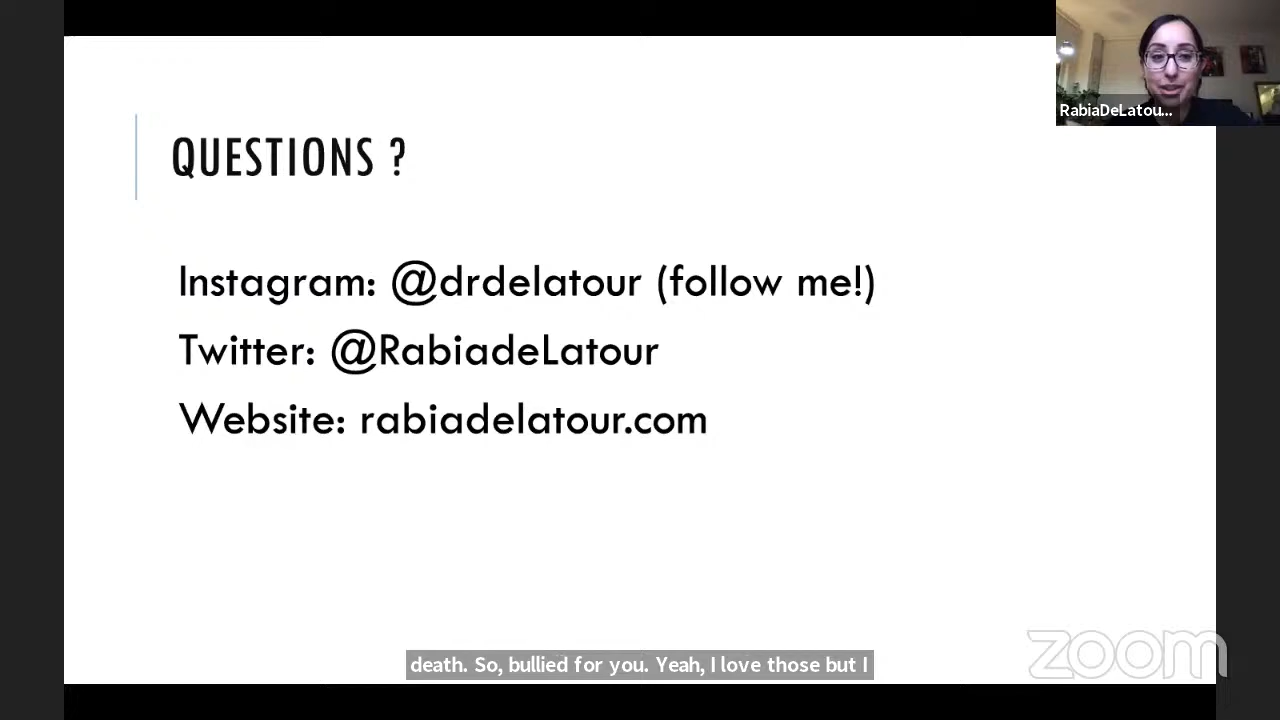 RabiaDeLatou...
QUESTIONS ?
Instagram: @drdelatour (follow me!)
Twitter: @RabiadeLatour
Website: rabiadelatour.com
death. So, bullied for you. Yeah, I love those but I
zoom